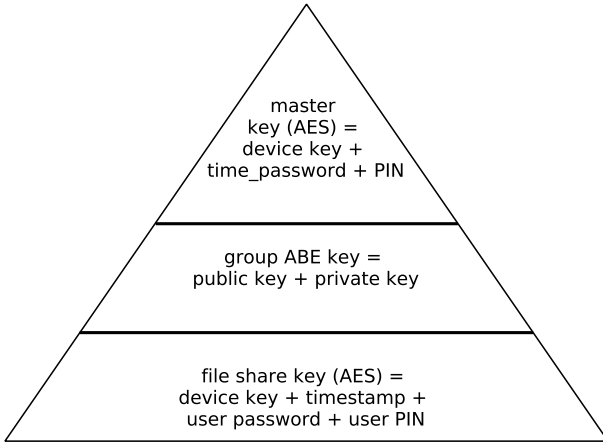 master
key (AES) =
device key +
time_password + PIN
group ABE key =
public key + private key
file share key (AES) =
device key + timestamp +
user password + user PIN